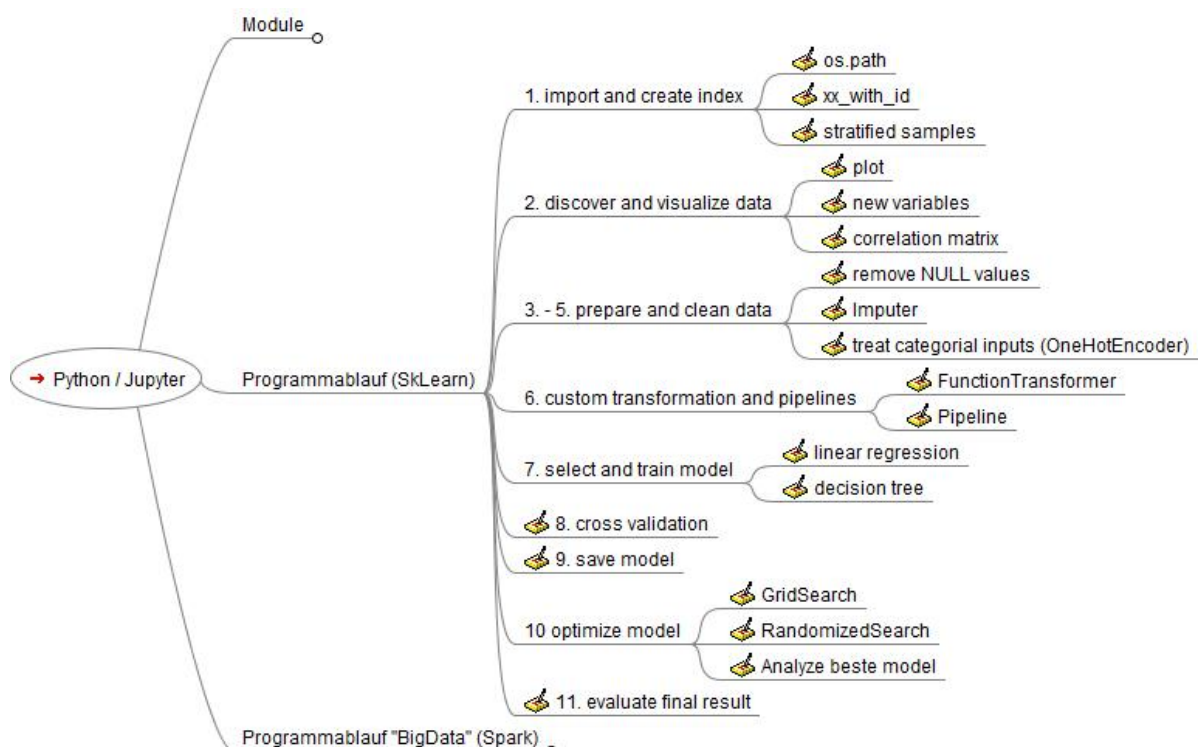 Module
os.path
1. import and create index
xx_with_id
stratified samples
plot
2. discover and visualize data
new variables
correlation matrix
remove NULL values
3. - 5. prepare and clean data
Imputer
treat categorial inputs (OneHotEncoder)
Python / Jupyter
Programmablauf (SkLearn)
FunctionTransformer
6. custom transformation and pipelines
Pipeline
linear regression
7. select and train model
decision tree
8. cross validation
9. save model
GridSearch
10 optimize model
RandomizedSearch
Analyze beste model
11. evaluate final result
Programmablauf "BigData" (Spark)